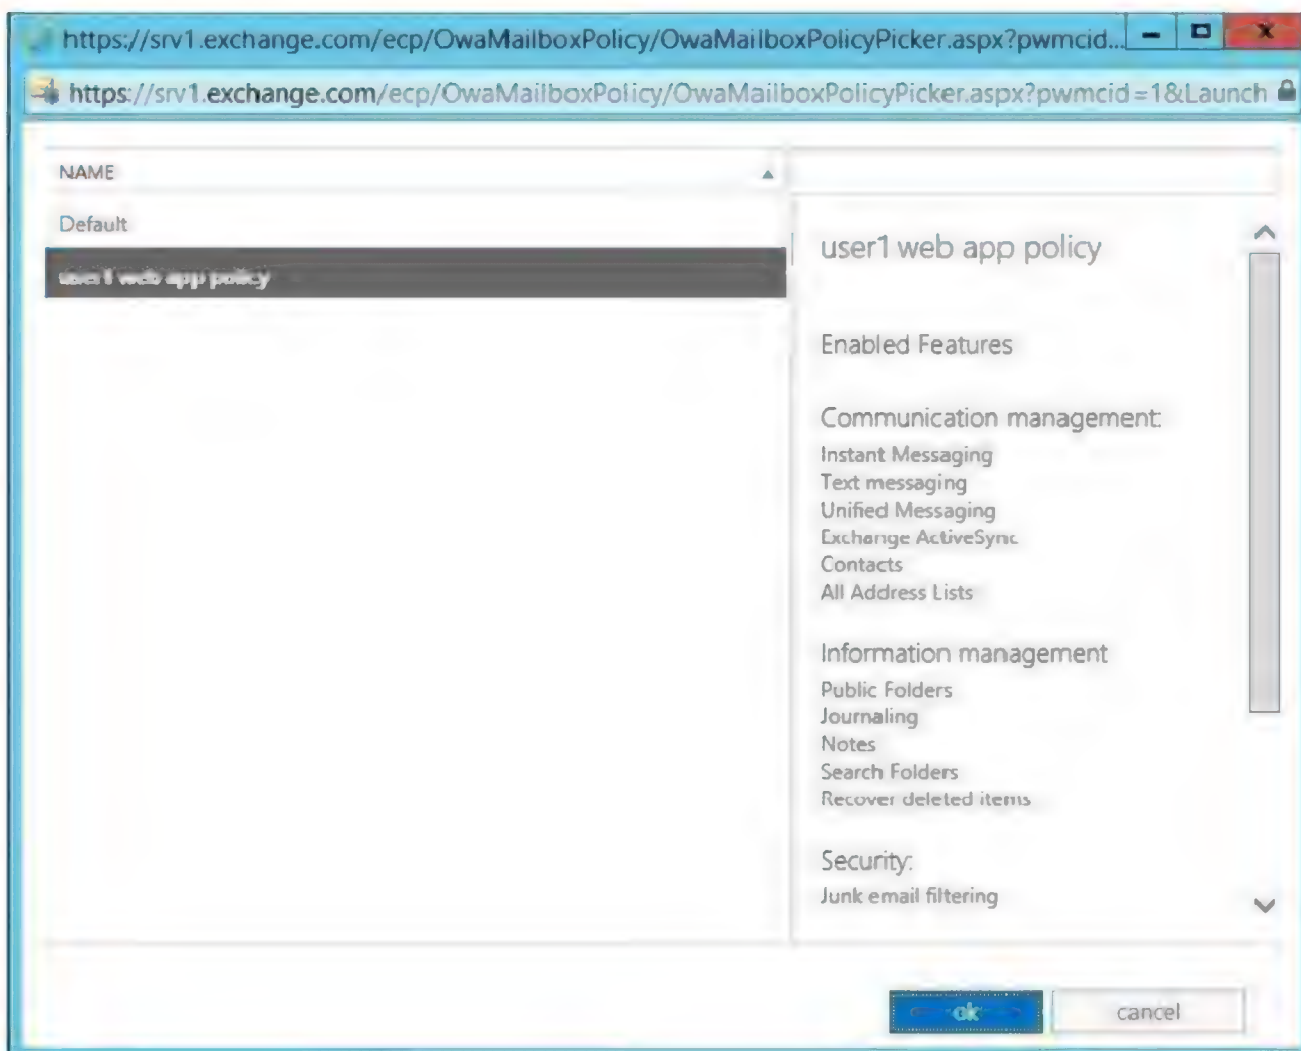 https://srv1.exchange.com/ecp/OwaMailboxPolicy/OwaMailboxPolicyPicker.aspx?pwmcid...
https://srv1.exchange.com/ecp/OwaMailboxPolicy/OwaMailboxPolicyPicker.aspx?pwmcid=1&Launch
NAME
Default
user1 web app policy
user1 web app policy
Enabled Features
Communication management:
Instant Messaging
Text messaging
Unified Messaging
Exchange ActiveSync
Contacts
All Address Lists
Information management
Public Folders
Journaling
Notes
Search Folders
Recover deleted items
Security:
Junk email filtering
ok
cancel